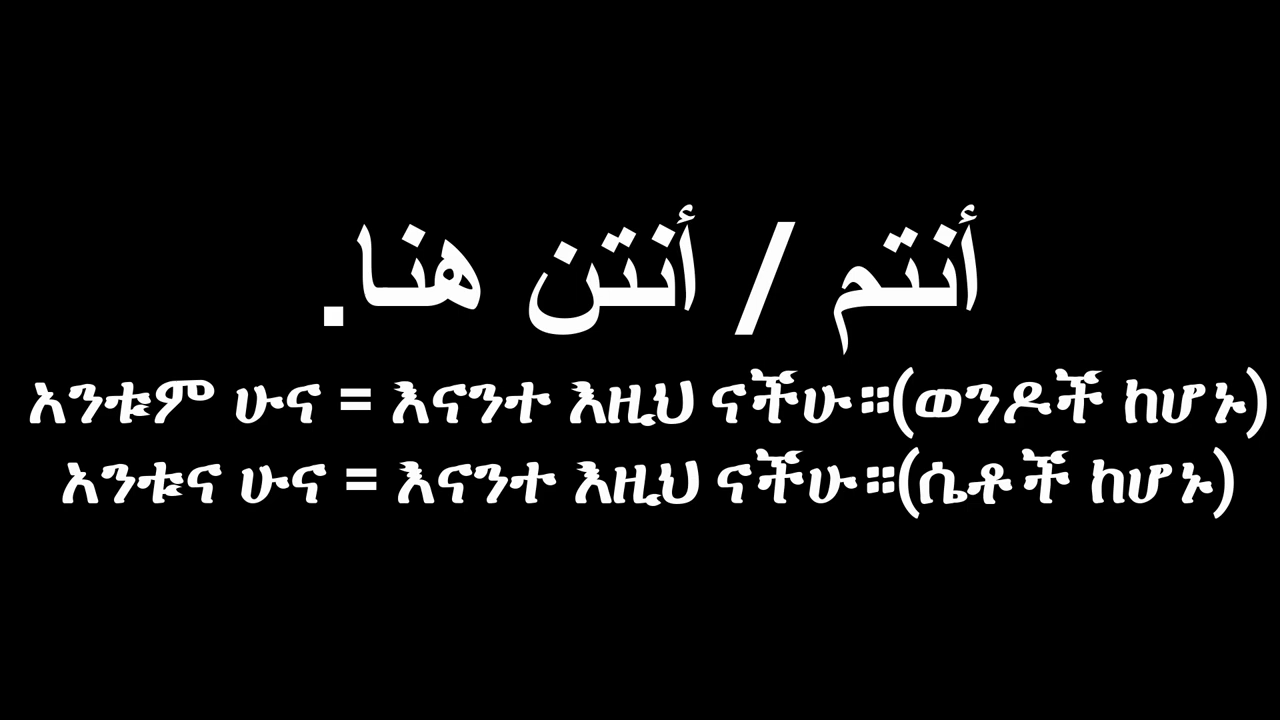 أنتم / أنتن هنا.
አንቱም ሁና = እናንተ እዚህ ናችሁ።(ወንዶች ከሆኑ)
አንቱና ሁና = እናንተ እዚህ ናችሁ።(ሴቶች ከሆኑ)